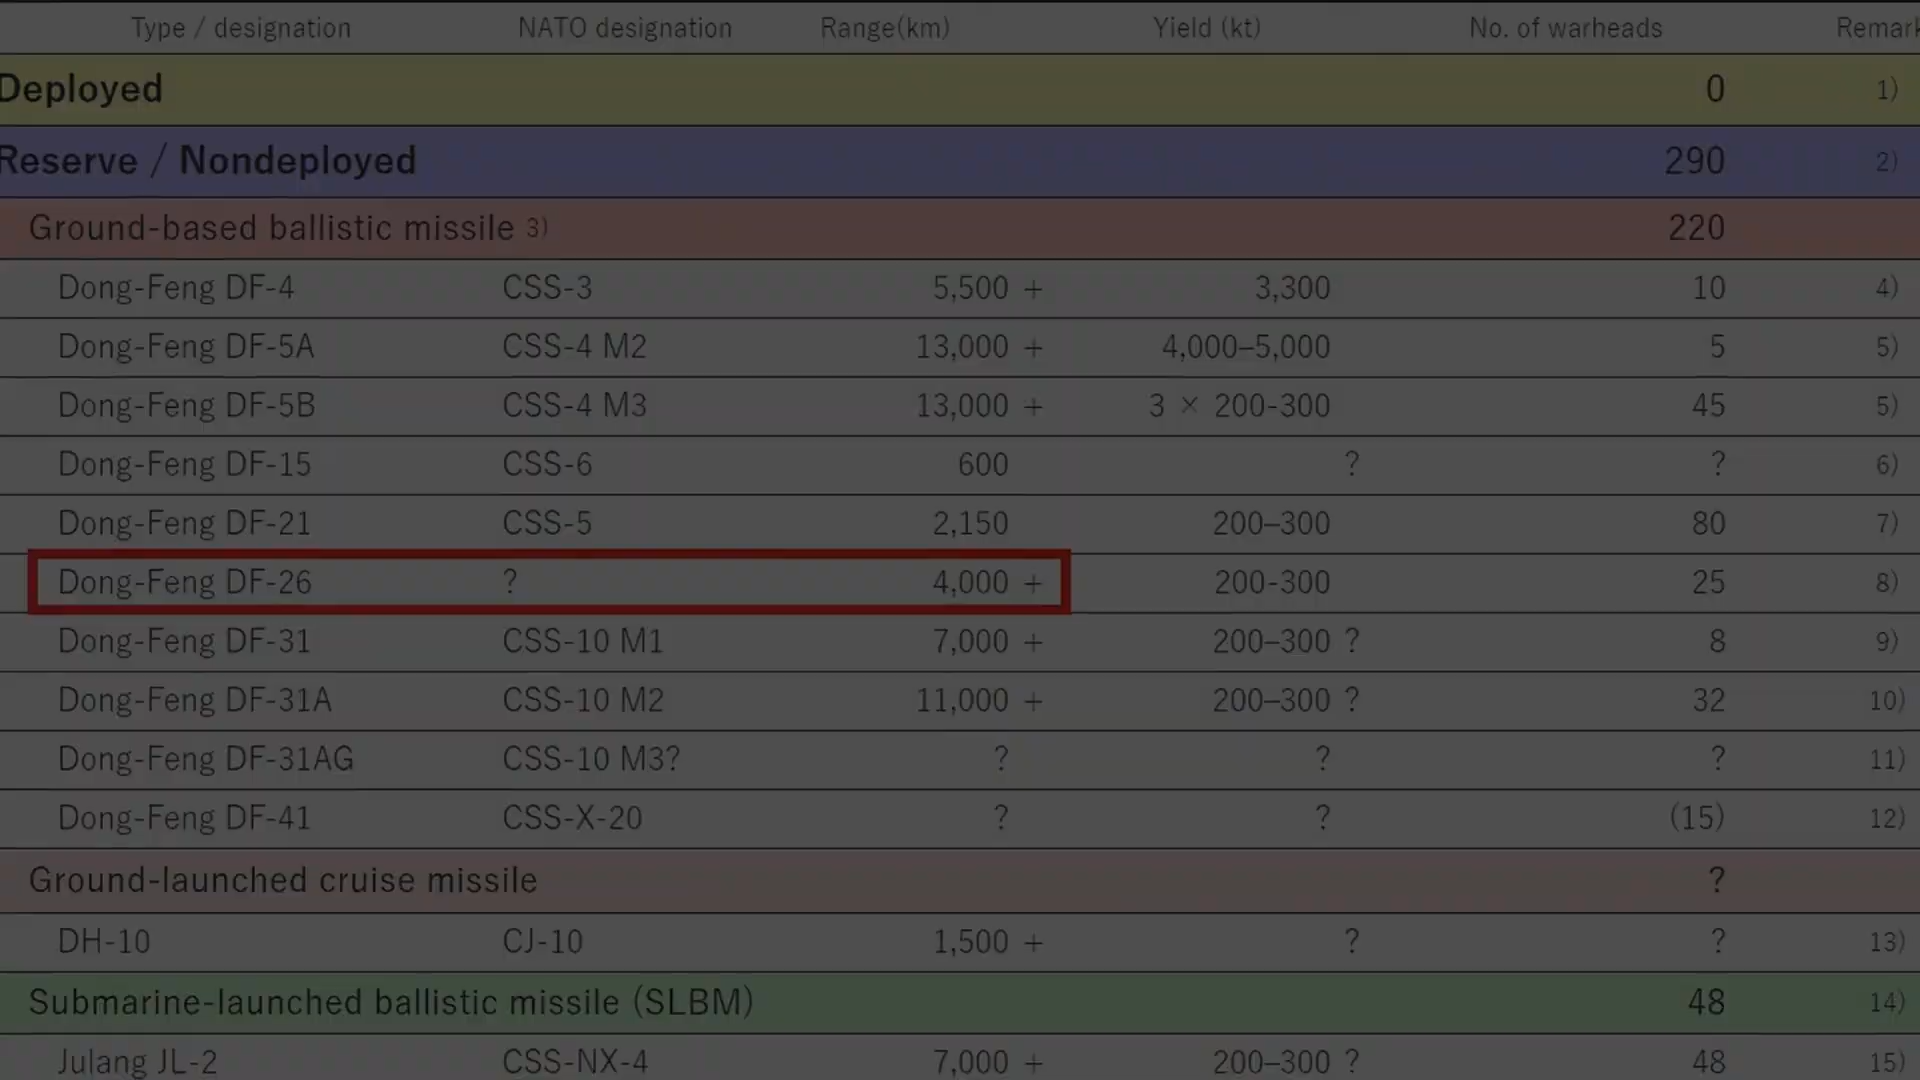 Type / designation NATO designation Range(km) Yield (kt) No. of warheads Remark
Deployed 0 1)
Reserve / Nondeployed 290 2)
Ground-based ballistic missile 3) 220
Dong-Feng DF-4 CSS-3 5,500 + 3,300 10 4)
Dong-Feng DF-5A CSS-4 M2 13,000 + 4,000–5,000 5 5)
Dong-Feng DF-5B CSS-4 M3 13,000 + 3 × 200-300 45 5)
Dong-Feng DF-15 CSS-6 600 ? ? 6)
Dong-Feng DF-21 CSS-5 2,150 200–300 80 7)
Dong-Feng DF-26 ? 4,000 + 200-300 25 8)
Dong-Feng DF-31 CSS-10 M1 7,000 + 200–300 ? 8 9)
Dong-Feng DF-31A CSS-10 M2 11,000 + 200–300 ? 32 10)
Dong-Feng DF-31AG CSS-10 M3? ? ? ? 11)
Dong-Feng DF-41 CSS-X-20 ? ? (15) 12)
Ground-launched cruise missile ?
DH-10 CJ-10 1,500 + ? ? 13)
Submarine-launched ballistic missile (SLBM) 48 14)
Julang JL-2 CSS-NX-4 7,000 + 200–300 ? 48 15)